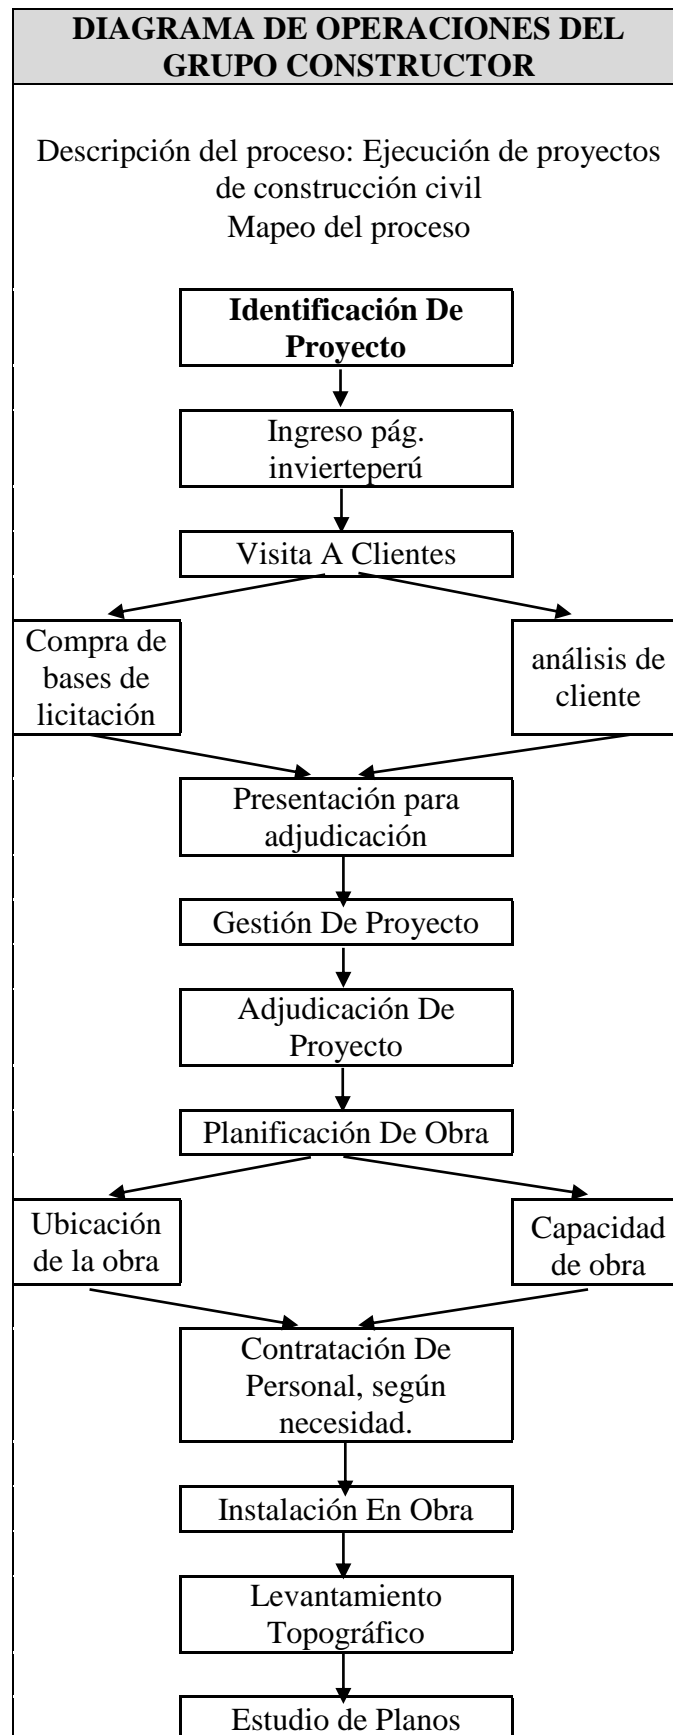 DIAGRAMA DE OPERACIONES DEL
GRUPO CONSTRUCTOR
Descripción del proceso: Ejecución de proyectos
de construcción civil
Mapeo del proceso
Identificación De
Proyecto
Ingreso pág.
invierteperú
Visita A Clientes
Compra de
bases de
licitación
análisis de
cliente
Presentación para
adjudicación
Gestión De Proyecto
Adjudicación De
Proyecto
Planificación De Obra
Ubicación
de la obra
Capacidad
de obra
Contratación De
Personal, según
necesidad.
Instalación En Obra
Levantamiento
Topográfico
Estudio de Planos